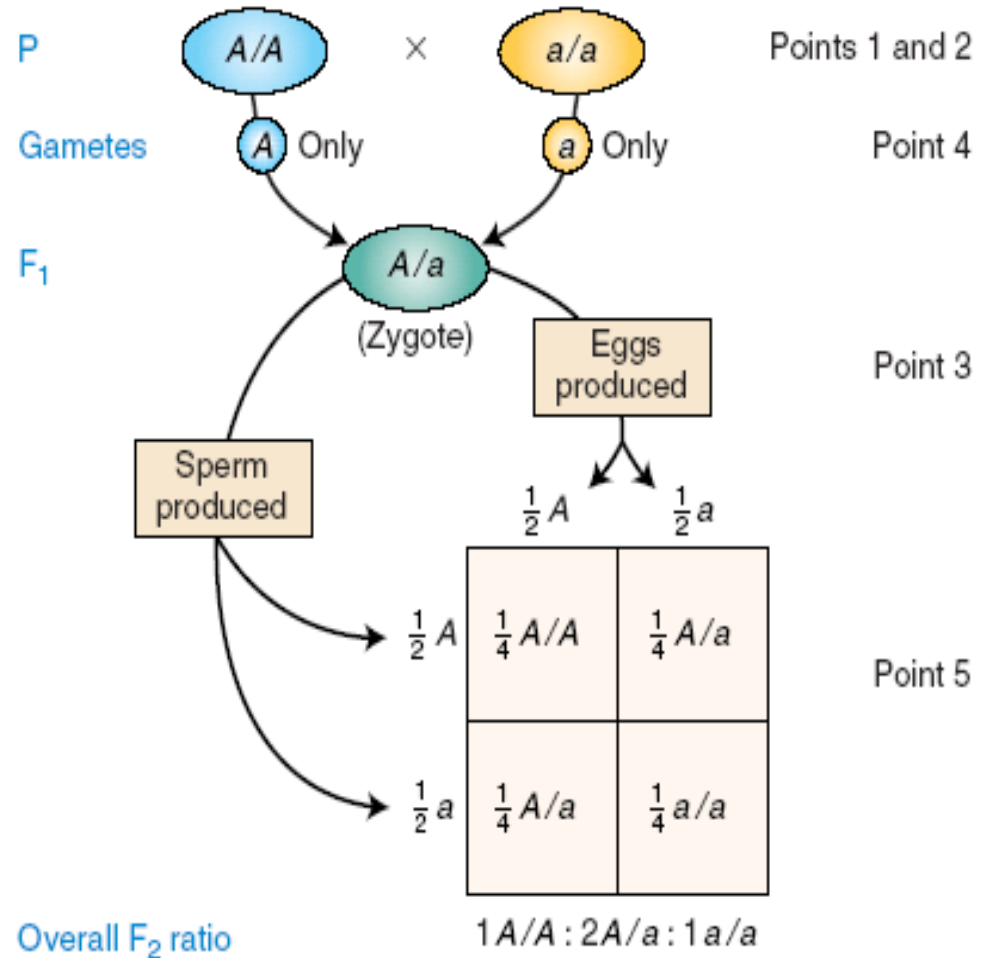 P A/A × a/a Points 1 and 2
Gametes A Only a Only Point 4
F₁ A/a
(Zygote)
Eggs
produced
Point 3
Sperm
produced
½ A ½ a
½ A ¼ A/A ¼ A/a
Point 5
½ a ¼ A/a ¼ a/a
Overall F₂ ratio 1 A/A : 2 A/a : 1 a/a